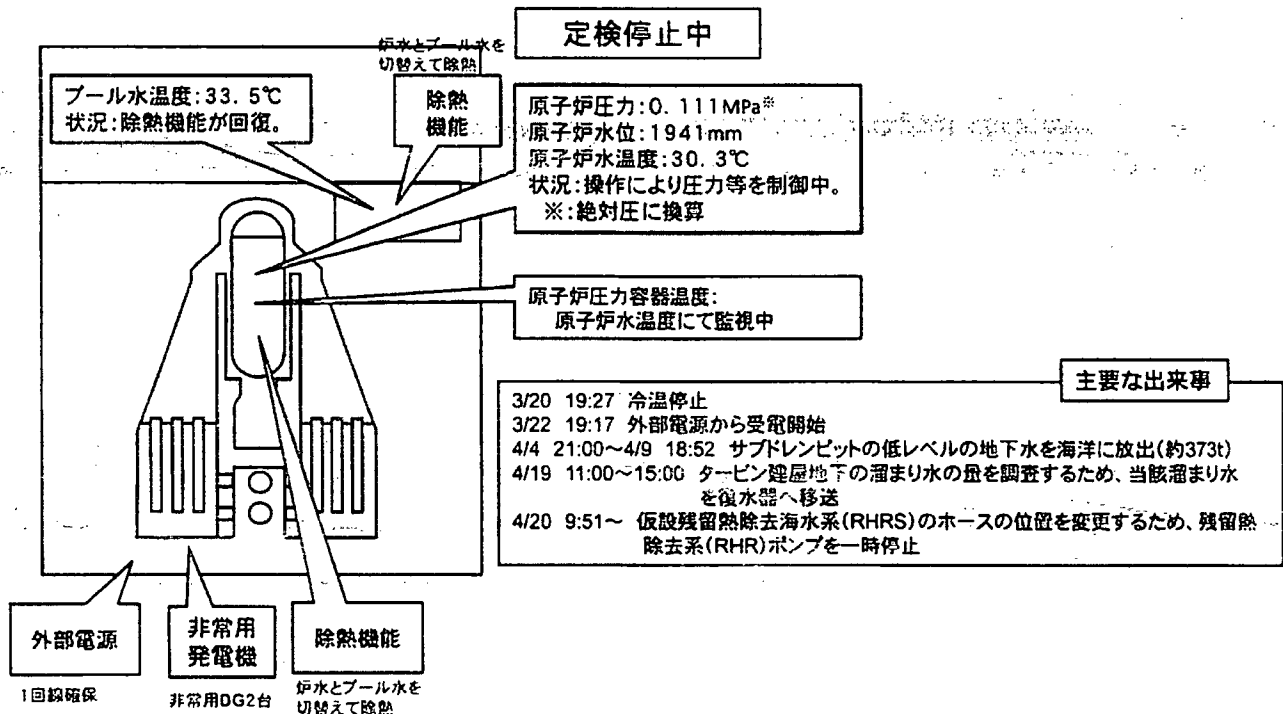 定検停止中
炉水とプール水を
切替えて除熱
プール水温度:33. 5℃
状況:除熱機能が回復。
除熱
機能
原子炉圧力:0. 111MPa※
原子炉水位:1941mm
原子炉水温度:30. 3℃
状況:操作により圧力等を制御中。
※:絶対圧に換算
原子炉圧力容器温度:
原子炉水温度にて監視中
主要な出来事
3/20 19:27 冷温停止
3/22 19:17 外部電源から受電開始
4/4 21:00～4/9 18:52 サブドレンピットの低レベルの地下水を海洋に放出(約373t)
4/19 11:00～15:00 タービン建屋地下の溜まり水の量を調査するため、当該溜まり水
を復水器へ移送
4/20 9:51～ 仮設残留熱除去海水系(RHRS)のホースの位置を変更するため、残留熱
除去系(RHR)ポンプを一時停止
外部電源
1回線確保
非常用
発電機
非常用DG2台
除熱機能
炉水とプール水を
切替えて除熱